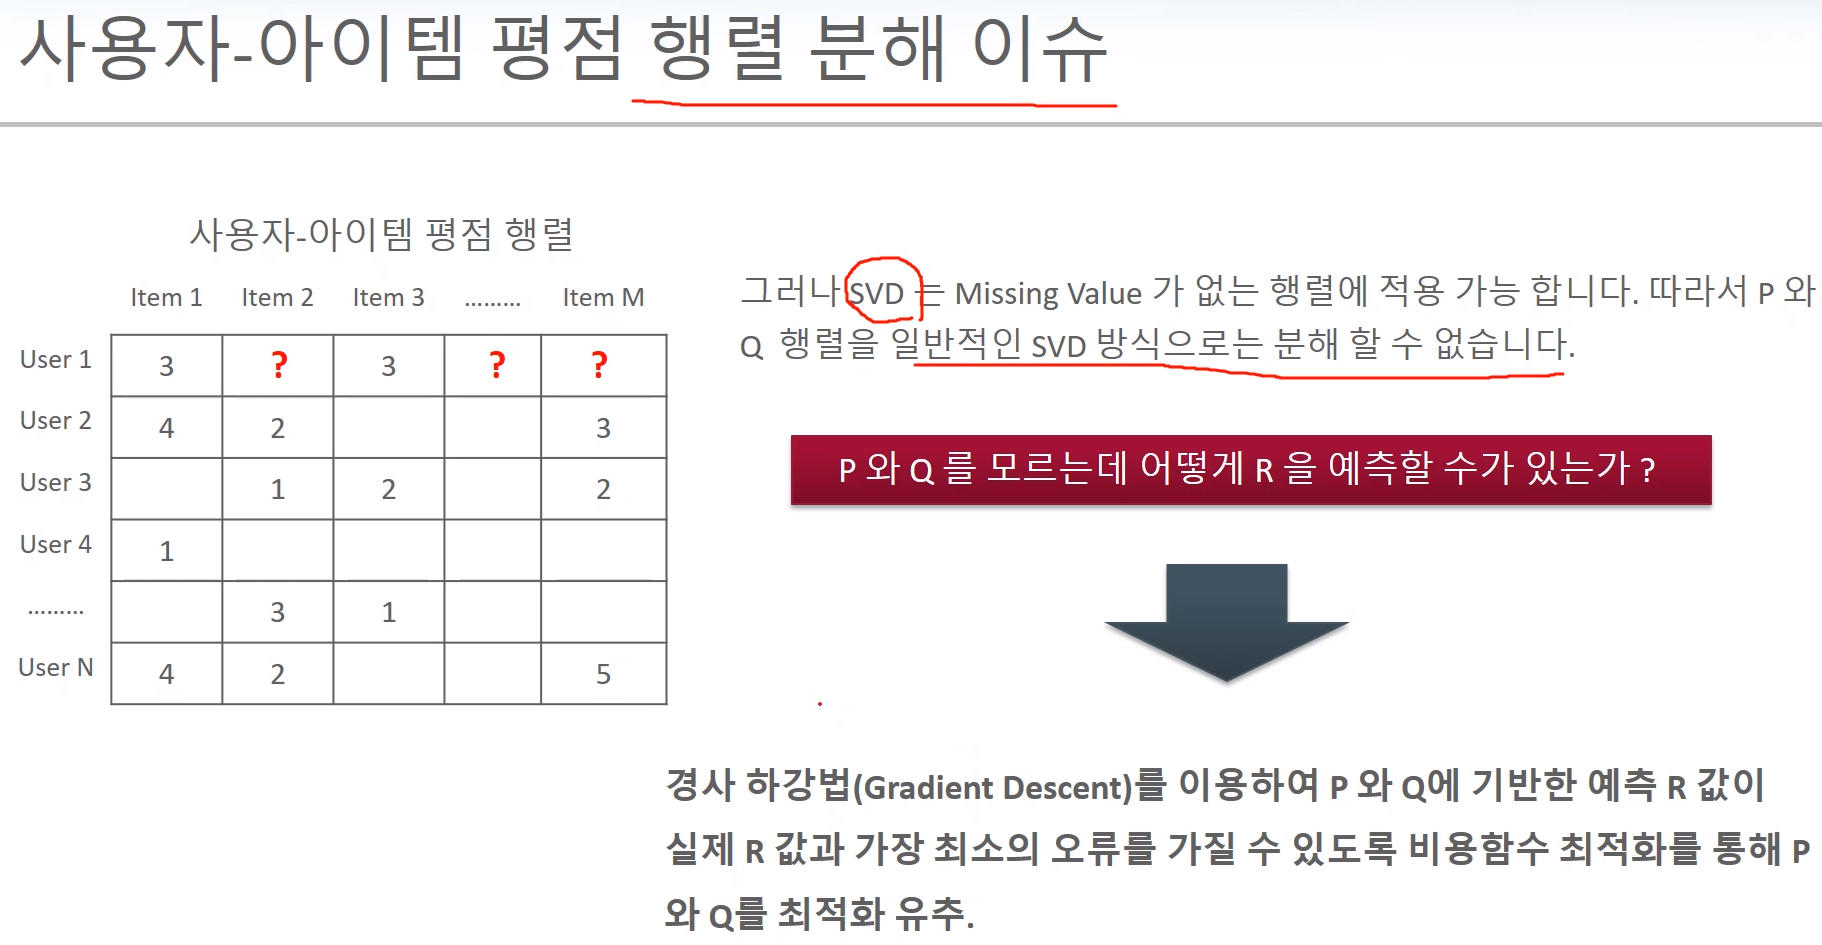 사용자-아이템 평점 행렬 분해 이슈
사용자-아이템 평점 행렬
Item 1 Item 2 Item 3 ......... Item M
User 1 3 ? 3 ? ?
User 2 4 2 3
User 3 1 2 2
User 4 1
......... 3 1
User N 4 2 5
그러나 SVD 는 Missing Value 가 없는 행렬에 적용 가능 합니다. 따라서 P 와
Q 행렬을 일반적인 SVD 방식으로는 분해 할 수 없습니다.
P 와 Q 를 모르는데 어떻게 R 을 예측할 수가 있는가 ?
경사 하강법(Gradient Descent)를 이용하여 P 와 Q에 기반한 예측 R 값이
실제 R 값과 가장 최소의 오류를 가질 수 있도록 비용함수 최적화를 통해 P
와 Q를 최적화 유추.